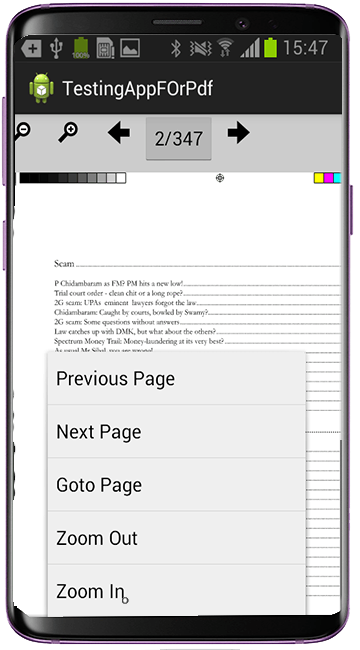 100%
15:47
TestingAppFOrPdf
2/347
Scam
P Chidambaram as FM? PM hits a new low!
Trial court order - clean chit or a long rope?
2G scam: UPAs eminent lawyers forgot the law
Chidambaram: Caught by courts, bowled by Swamy?
2G scam: Some questions without answers
Law catches up with DMK, but what about the others?
Spectrum Money Trail: Money-laundering at its very best?
As usual Mr Sibal, you are wrong!
Previous Page
Next Page
Goto Page
Zoom Out
Zoom In